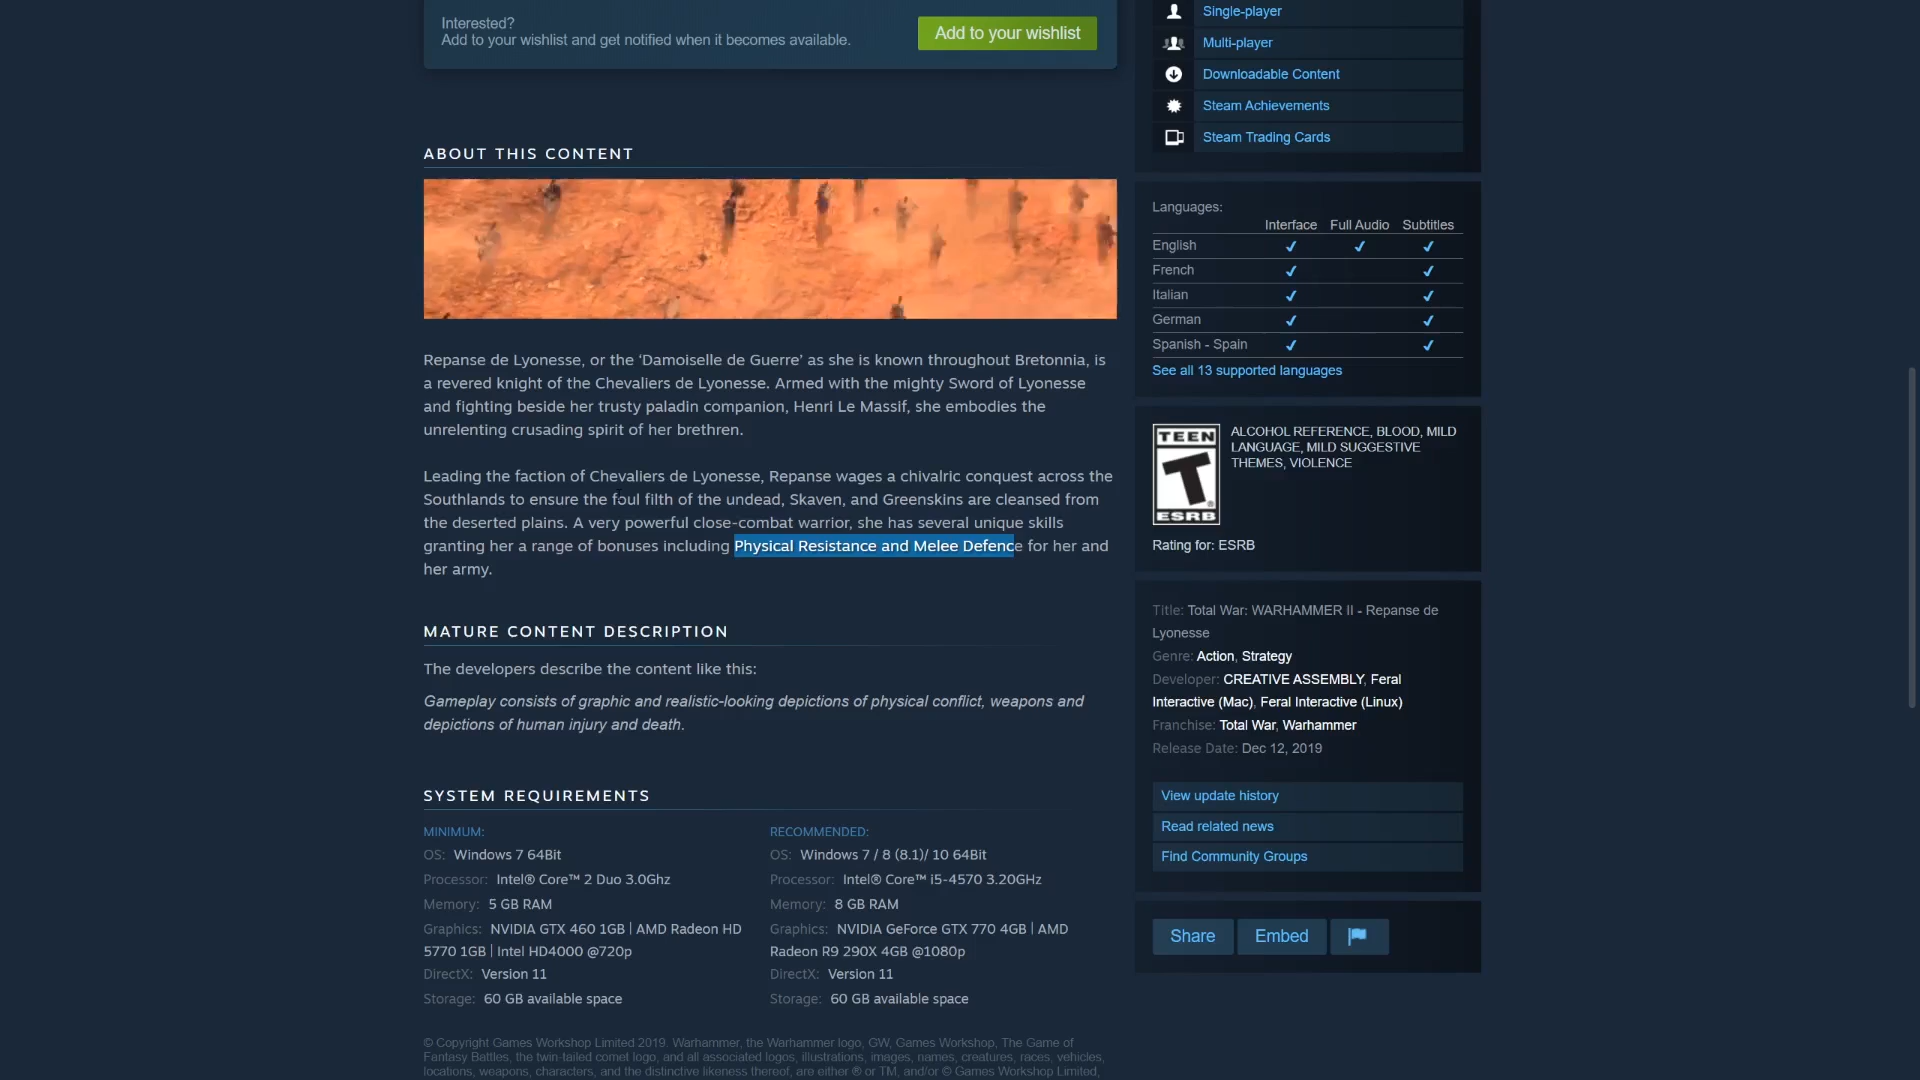 Interested?
Add to your wishlist and get notified when it becomes available.
Add to your wishlist
ABOUT THIS CONTENT
Repanse de Lyonesse, or the ‘Damoiselle de Guerre’ as she is known throughout Bretonnia, is
a revered knight of the Chevaliers de Lyonesse. Armed with the mighty Sword of Lyonesse
and fighting beside her trusty paladin companion, Henri Le Massif, she embodies the
unrelenting crusading spirit of her brethren.
Leading the faction of Chevaliers de Lyonesse, Repanse wages a chivalric conquest across the
Southlands to ensure the foul filth of the undead, Skaven, and Greenskins are cleansed from
the deserted plains. A very powerful close-combat warrior, she has several unique skills
granting her a range of bonuses including Physical Resistance and Melee Defence for her and
her army.
MATURE CONTENT DESCRIPTION
The developers describe the content like this:
Gameplay consists of graphic and realistic-looking depictions of physical conflict, weapons and
depictions of human injury and death.
SYSTEM REQUIREMENTS
MINIMUM:
OS: Windows 7 64Bit
Processor: Intel® Core™ 2 Duo 3.0Ghz
Memory: 5 GB RAM
Graphics: NVIDIA GTX 460 1GB | AMD Radeon HD
5770 1GB | Intel HD4000 @720p
DirectX: Version 11
Storage: 60 GB available space
RECOMMENDED:
OS: Windows 7 / 8 (8.1)/ 10 64Bit
Processor: Intel® Core™ i5-4570 3.20GHz
Memory: 8 GB RAM
Graphics: NVIDIA GeForce GTX 770 4GB | AMD
Radeon R9 290X 4GB @1080p
DirectX: Version 11
Storage: 60 GB available space
© Copyright Games Workshop Limited 2019. Warhammer, the Warhammer logo, GW, Games Workshop, The Game of
Fantasy Battles, the twin-tailed comet logo, and all associated logos, illustrations, images, names, creatures, races, vehicles,
locations, weapons, characters, and the distinctive likeness thereof, are either ® or TM, and/or © Games Workshop Limited,
Single-player
Multi-player
Downloadable Content
Steam Achievements
Steam Trading Cards
Languages:
Interface Full Audio Subtitles
English ✔ ✔ ✔
French ✔ ✔
Italian ✔ ✔
German ✔ ✔
Spanish - Spain ✔ ✔
See all 13 supported languages
TEEN
T
ESRB
ALCOHOL REFERENCE, BLOOD, MILD
LANGUAGE, MILD SUGGESTIVE
THEMES, VIOLENCE
Rating for: ESRB
Title: Total War: WARHAMMER II - Repanse de
Lyonesse
Genre: Action, Strategy
Developer: CREATIVE ASSEMBLY, Feral
Interactive (Mac), Feral Interactive (Linux)
Franchise: Total War, Warhammer
Release Date: Dec 12, 2019
View update history
Read related news
Find Community Groups
Share
Embed